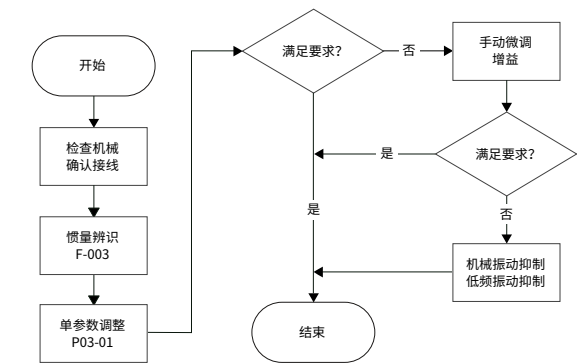 开始
检查机械
确认接线
惯量辨识
F-003
单参数调整
P03-01
满足要求?
否
手动微调
增益
满足要求?
是
否
是
机械振动抑制
低频振动抑制
结束